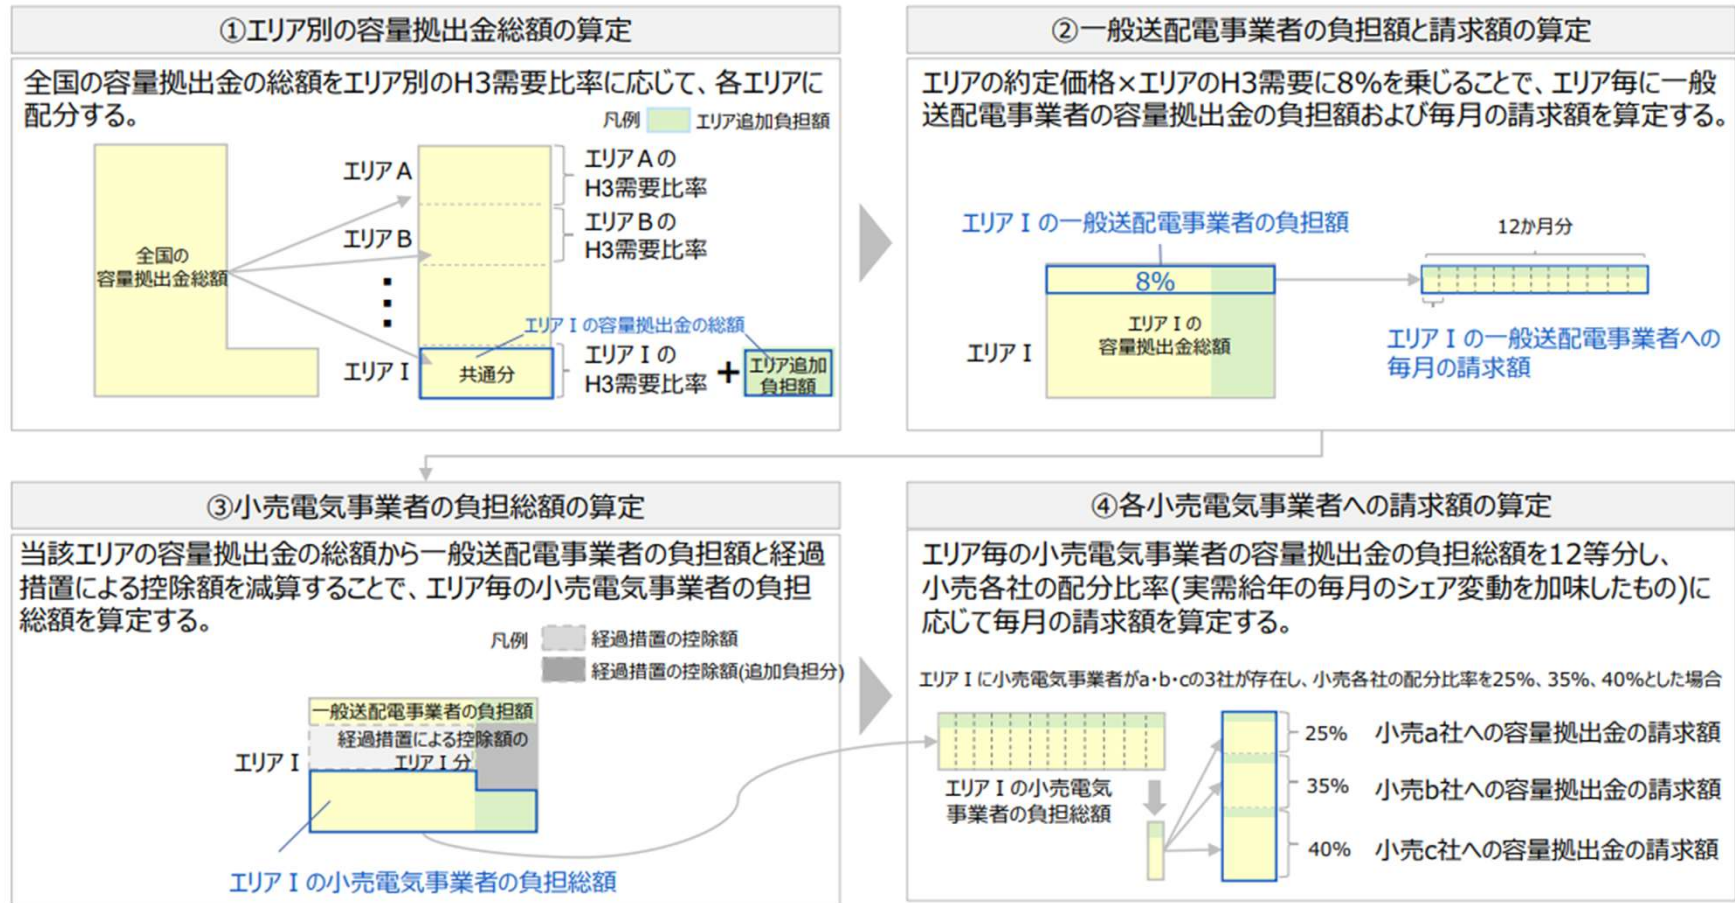 ①エリア別の容量拠出金総額の算定
全国の容量拠出金の総額をエリア別のH3需要比率に応じて、各エリアに
配分する。
凡例
エリア追加負担額
全国の
容量拠出金総額
エリア A
エリア B
エリア I
エリア A の
H3需要比率
エリア B の
H3需要比率
エリア I の容量拠出金の総額
共通分
エリア I の
H3需要比率
+
エリア追加
負担額
②一般送配電事業者の負担額と請求額の算定
エリアの約定価格×エリアのH3需要に8%を乗じることで、エリア毎に一般
送配電事業者の容量拠出金の負担額および毎月の請求額を算定する。
エリア I の一般送配電事業者の負担額
12か月分
8%
エリア I
エリア I の
容量拠出金総額
エリア I の一般送配電事業者への
毎月の請求額
③小売電気事業者の負担総額の算定
当該エリアの容量拠出金の総額から一般送配電事業者の負担額と経過
措置による控除額を減算することで、エリア毎の小売電気事業者の負担
総額を算定する。
凡例
経過措置の控除額
経過措置の控除額(追加負担分)
一般送配電事業者の負担額
経過措置による控除額の
エリア I 分
エリア I
エリア I の小売電気事業者の負担総額
④各小売電気事業者への請求額の算定
エリア毎の小売電気事業者の容量拠出金の負担総額を12等分し、
小売各社の配分比率(実需給年の毎月のシェア変動を加味したもの)に
応じて毎月の請求額を算定する。
エリア I に小売電気事業者がa・b・cの3社が存在し、小売各社の配分比率を25%、35%、40%とした場合
エリア I の小売電気
事業者の負担総額
25% 小売a社への容量拠出金の請求額
35% 小売b社への容量拠出金の請求額
40% 小売c社への容量拠出金の請求額